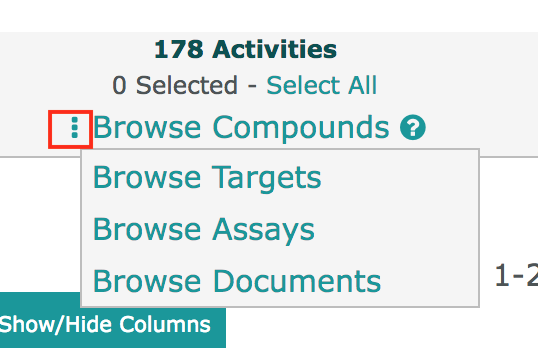 178 Activities
0 Selected - Select All
Browse Compounds ?
Browse Targets
Browse Assays
Browse Documents
1-2
Show/Hide Columns